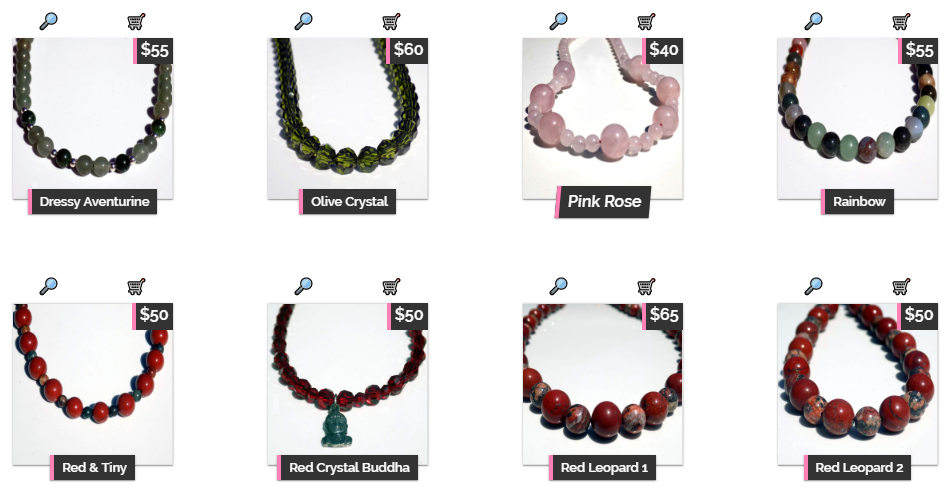 $55
$60
$40
$55
Dressy Aventurine
Olive Crystal
Pink Rose
Rainbow
$50
$50
$65
$50
Red & Tiny
Red Crystal Buddha
Red Leopard 1
Red Leopard 2